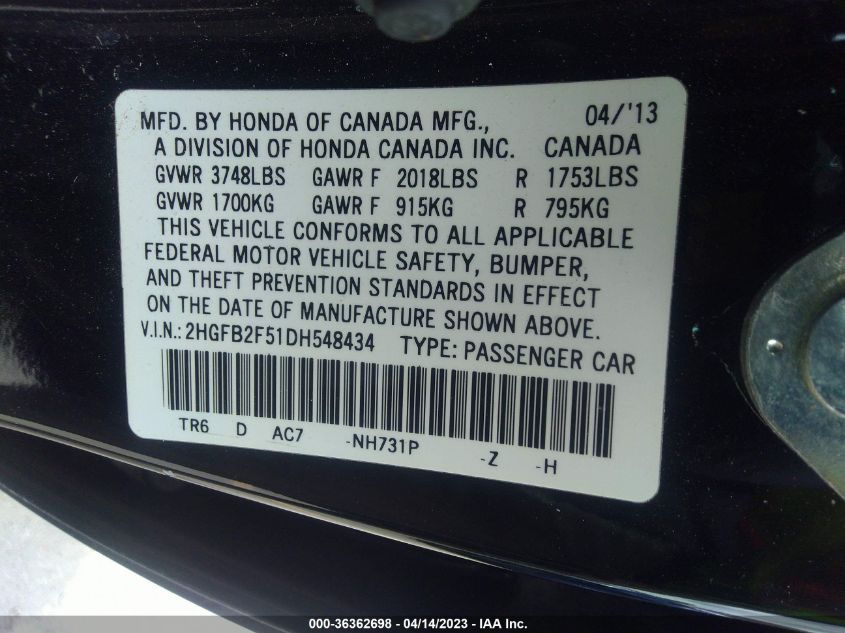 MFD. BY HONDA OF CANADA MFG., 04/'13
A DIVISION OF HONDA CANADA INC. CANADA
GVWR 3748LBS GAWR F 2018LBS R 1753LBS
GVWR 1700KG GAWR F 915KG R 795KG
THIS VEHICLE CONFORMS TO ALL APPLICABLE
FEDERAL MOTOR VEHICLE SAFETY, BUMPER,
AND THEFT PREVENTION STANDARDS IN EFFECT
ON THE DATE OF MANUFACTURE SHOWN ABOVE.
V.I.N.: 2HGFB2F51DH548434 TYPE: PASSENGER CAR
TR6 D AC7 -NH731P -Z -H
000-36362698 - 04/14/2023 - IAA Inc.